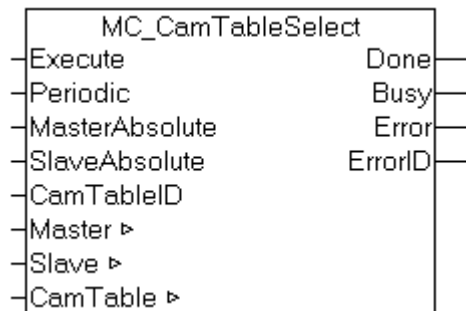 MC_CamTableSelect
Execute Done
Periodic Busy
MasterAbsolute Error
SlaveAbsolute ErrorID
CamTableID
Master ▹
Slave ▹
CamTable ▹